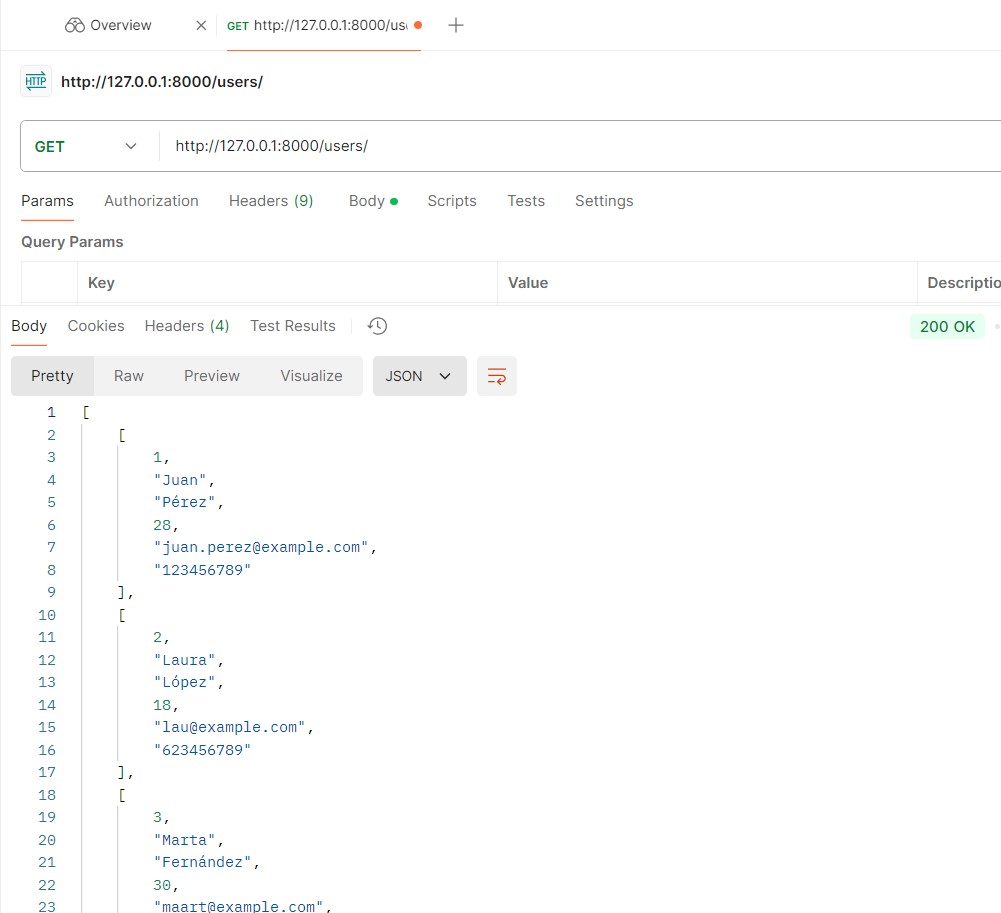 Overview
GET http://127.0.0.1:8000/us
HTTP http://127.0.0.1:8000/users/
GET http://127.0.0.1:8000/users/
Params Authorization Headers (9) Body Scripts Tests Settings
Query Params
Key Value Descriptio
Body Cookies Headers (4) Test Results 200 OK
Pretty Raw Preview Visualize JSON
1 [
2 [
3 1,
4 "Juan",
5 "Pérez",
6 28,
7 "juan.perez@example.com",
8 "123456789"
9 ],
10 [
11 2,
12 "Laura",
13 "López",
14 18,
15 "lau@example.com",
16 "623456789"
17 ],
18 [
19 3,
20 "Marta",
21 "Fernández",
22 30,
23 "maart@example.com",